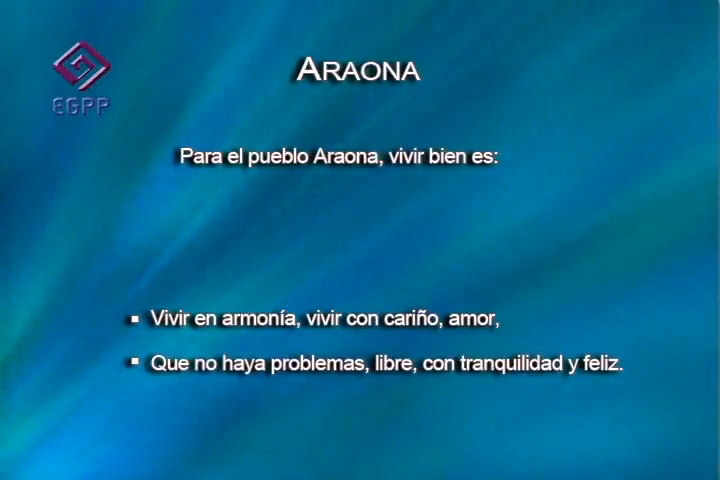 EGPP
ARAONA
Para el pueblo Araona, vivir bien es:
▪ Vivir en armonía, vivir con cariño, amor,
▪ Que no haya problemas, libre, con tranquilidad y feliz.